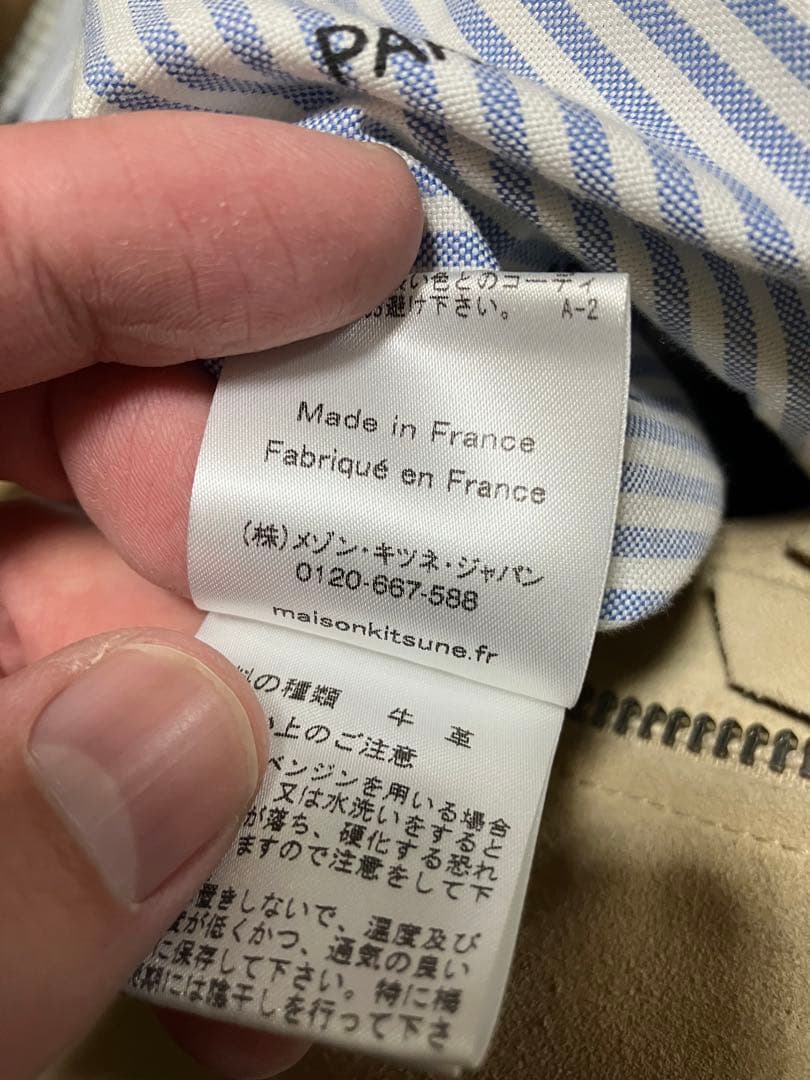 PAR
い色とのコーディ
避け下さい。 A-2
Made in France
Fabriqué en France
(株)メゾン・キツネ・ジャパン
0120-667-588
maisonkitsune.fr
の種類 牛 革
上のご注意
ベンジンを用いる場合
又は水洗いをすると
が落ち、硬化する恐れ
ますので注意をして下
置きしないで、温度及び
が低くかつ、通気の良い
に保存して下さい。特に梅
期には陰干しを行って下さ